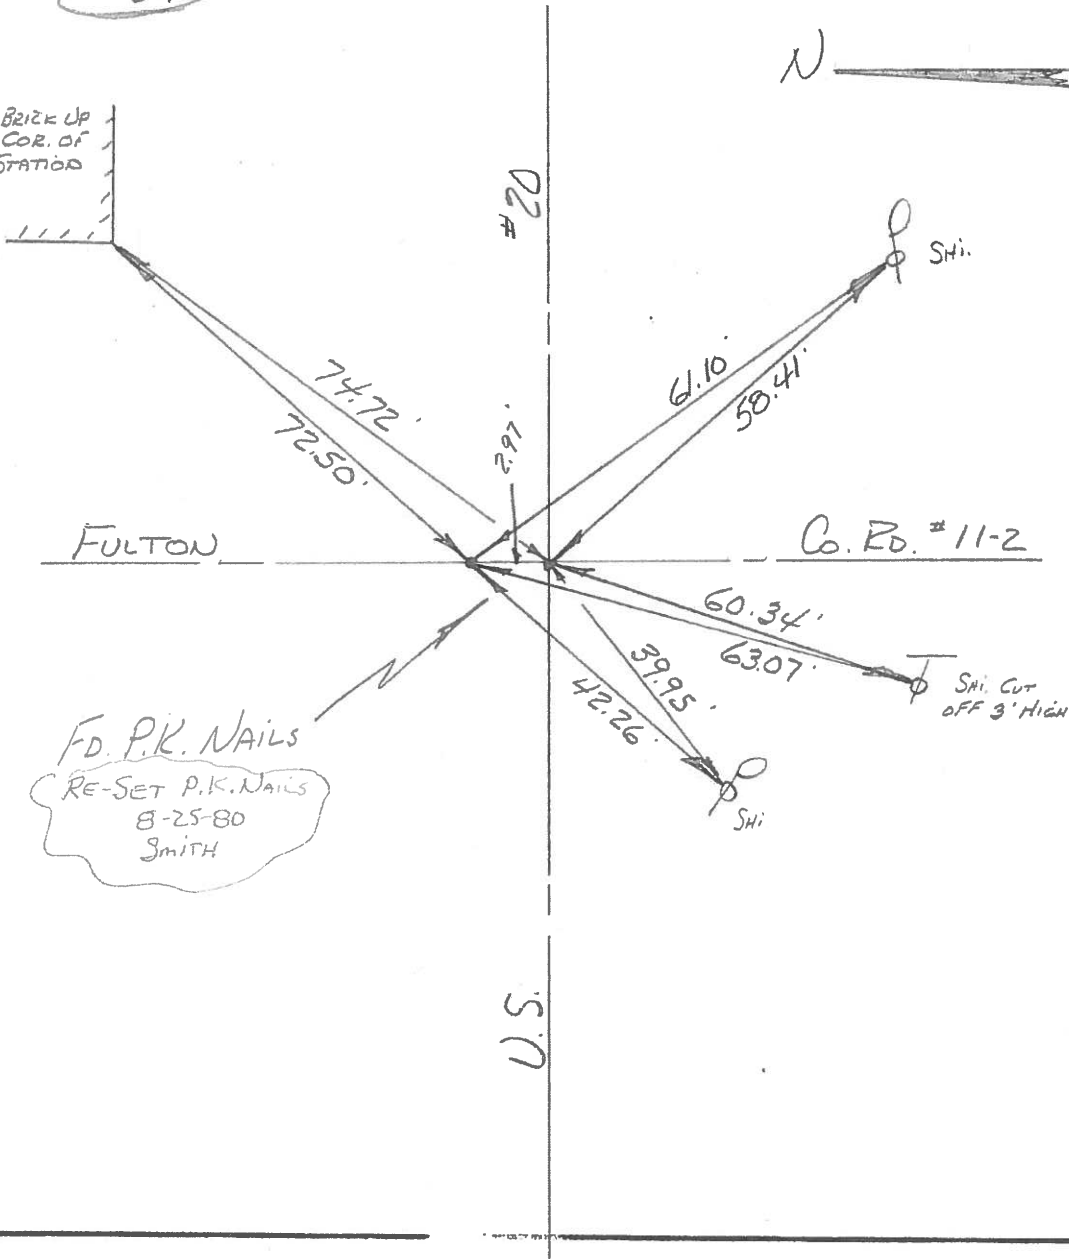 N
BRICK UP
COR. OF
STATION
#20
SHI.
74.72'
72.50'
61.10'
58.41'
2.97'
FULTON
CO. RD. #11-2
60.34'
63.07'
39.95'
42.26'
SHI. CUT
OFF 3' HIGH
SHI
FD. P.K. NAILS
RE-SET P.K. NAILS
8-25-80
SMITH
U.S.